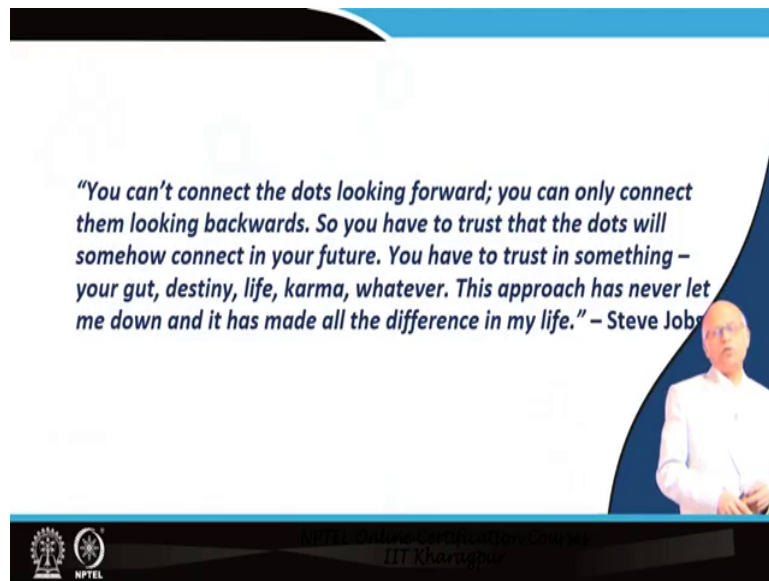 “You can’t connect the dots looking forward; you can only connect
them looking backwards. So you have to trust that the dots will
somehow connect in your future. You have to trust in something –
your gut, destiny, life, karma, whatever. This approach has never let
me down and it has made all the difference in my life.” – Steve Jobs
NPTEL Online Certification Courses
IIT Kharagpur
NPTEL